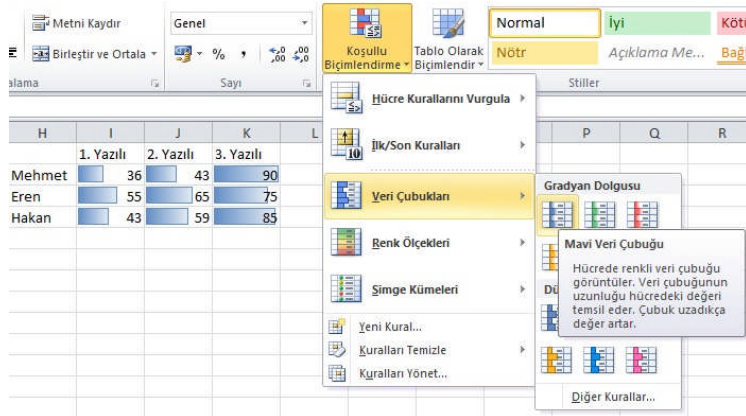 Metni Kaydır
Genel
Birleştir ve Ortala
% , ,00
Koşullu
Biçimlendirme
Tablo Olarak
Biçimlendir
Normal
İyi
Nötr
Açıklama Me...
Sayı
Stiller
H I J K L P Q R
1. Yazılı 2. Yazılı 3. Yazılı
Mehmet 36 43 90
Eren 55 65 75
Hakan 43 59 85
Hücre Kurallarını Vurgula
İlk/Son Kuralları
Veri Çubukları
Renk Ölçekleri
Simge Kümeleri
Yeni Kural...
Kuralları Temizle
Kuralları Yönet...
Gradyan Dolgusu
Mavi Veri Çubuğu
Hücrede renkli veri çubuğu
görüntüler. Veri çubuğunun
uzunluğu hücredeki değeri
temsil eder. Çubuk uzadıkça
değer artar.
Diğer Kurallar...